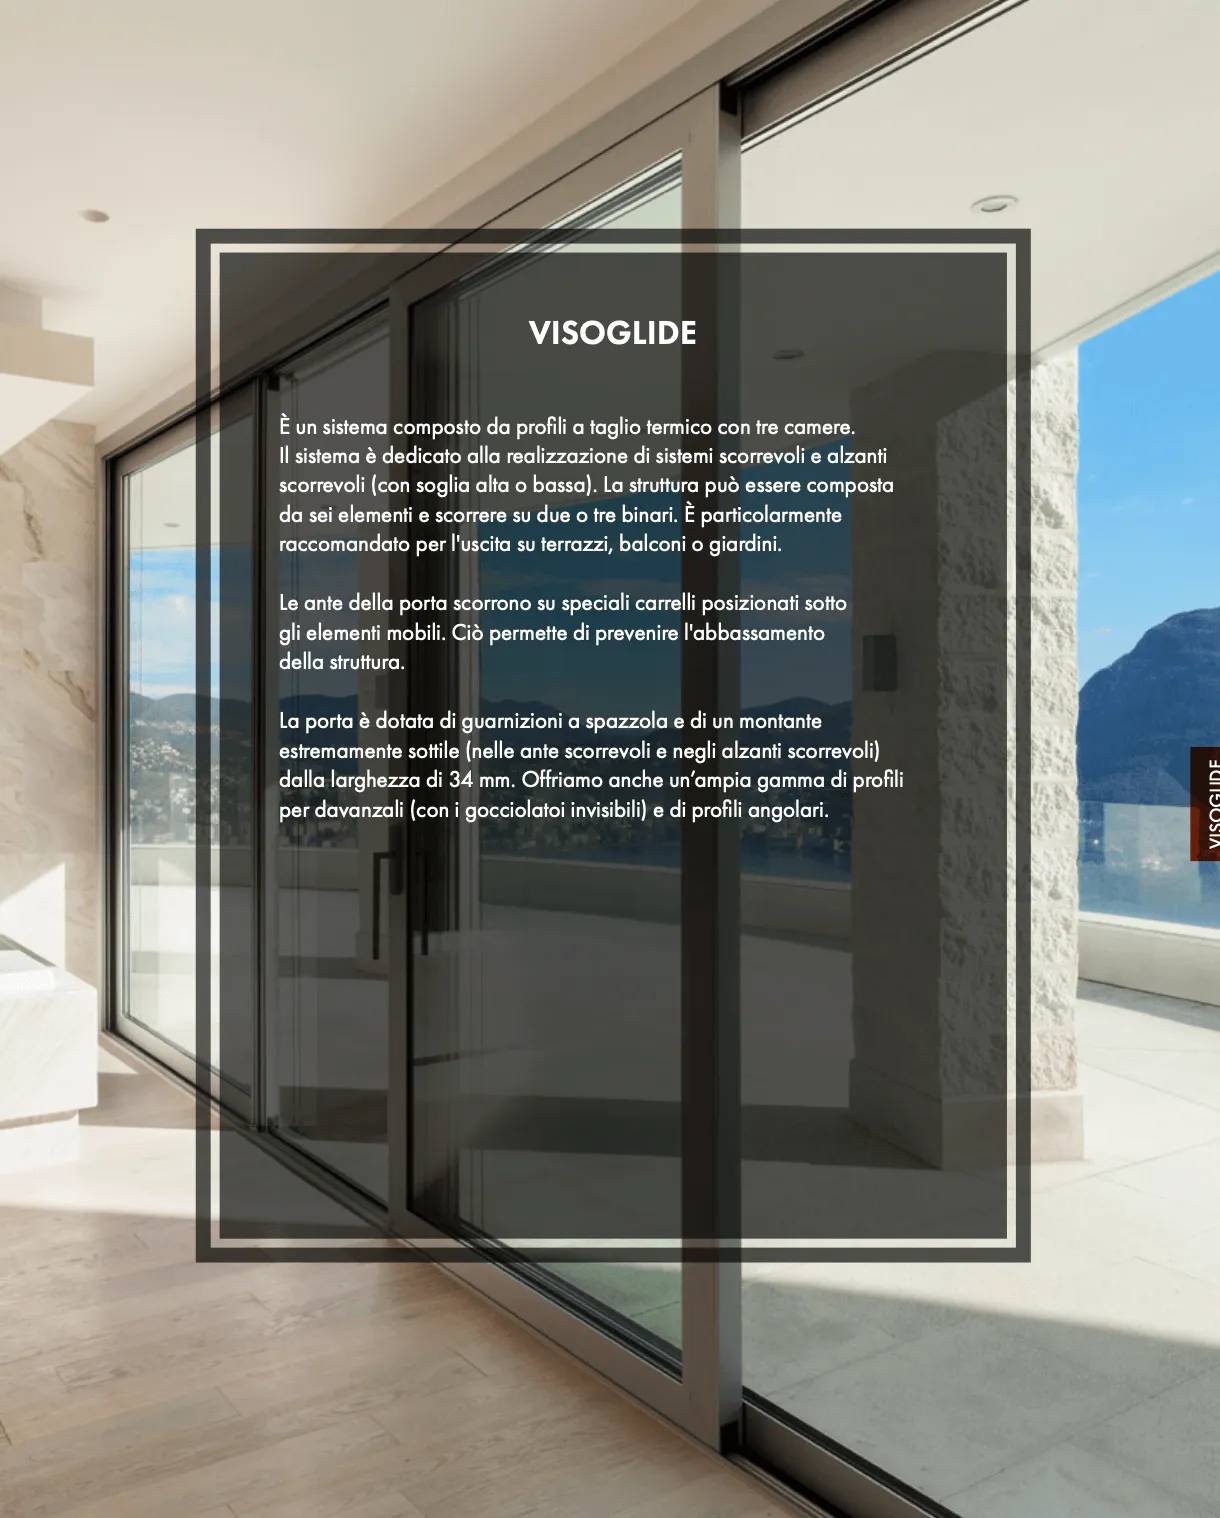 VISOGLIDE
È un sistema composto da profili a taglio termico con tre camere.
Il sistema è dedicato alla realizzazione di sistemi scorrevoli e alzanti
scorrevoli (con soglia alta o bassa). La struttura può essere composta
da sei elementi e scorrere su due o tre binari. È particolarmente
raccomandato per l'uscita su terrazzi, balconi o giardini.
Le ante della porta scorrono su speciali carrelli posizionati sotto
gli elementi mobili. Ciò permette di prevenire l'abbassamento
della struttura.
La porta è dotata di guarnizioni a spazzola e di un montante
estremamente sottile (nelle ante scorrevoli e negli alzanti scorrevoli)
dalla larghezza di 34 mm. Offriamo anche un’ampia gamma di profili
per davanzali (con i gocciolatoi invisibili) e di profili angolari.
VISOGLIDE